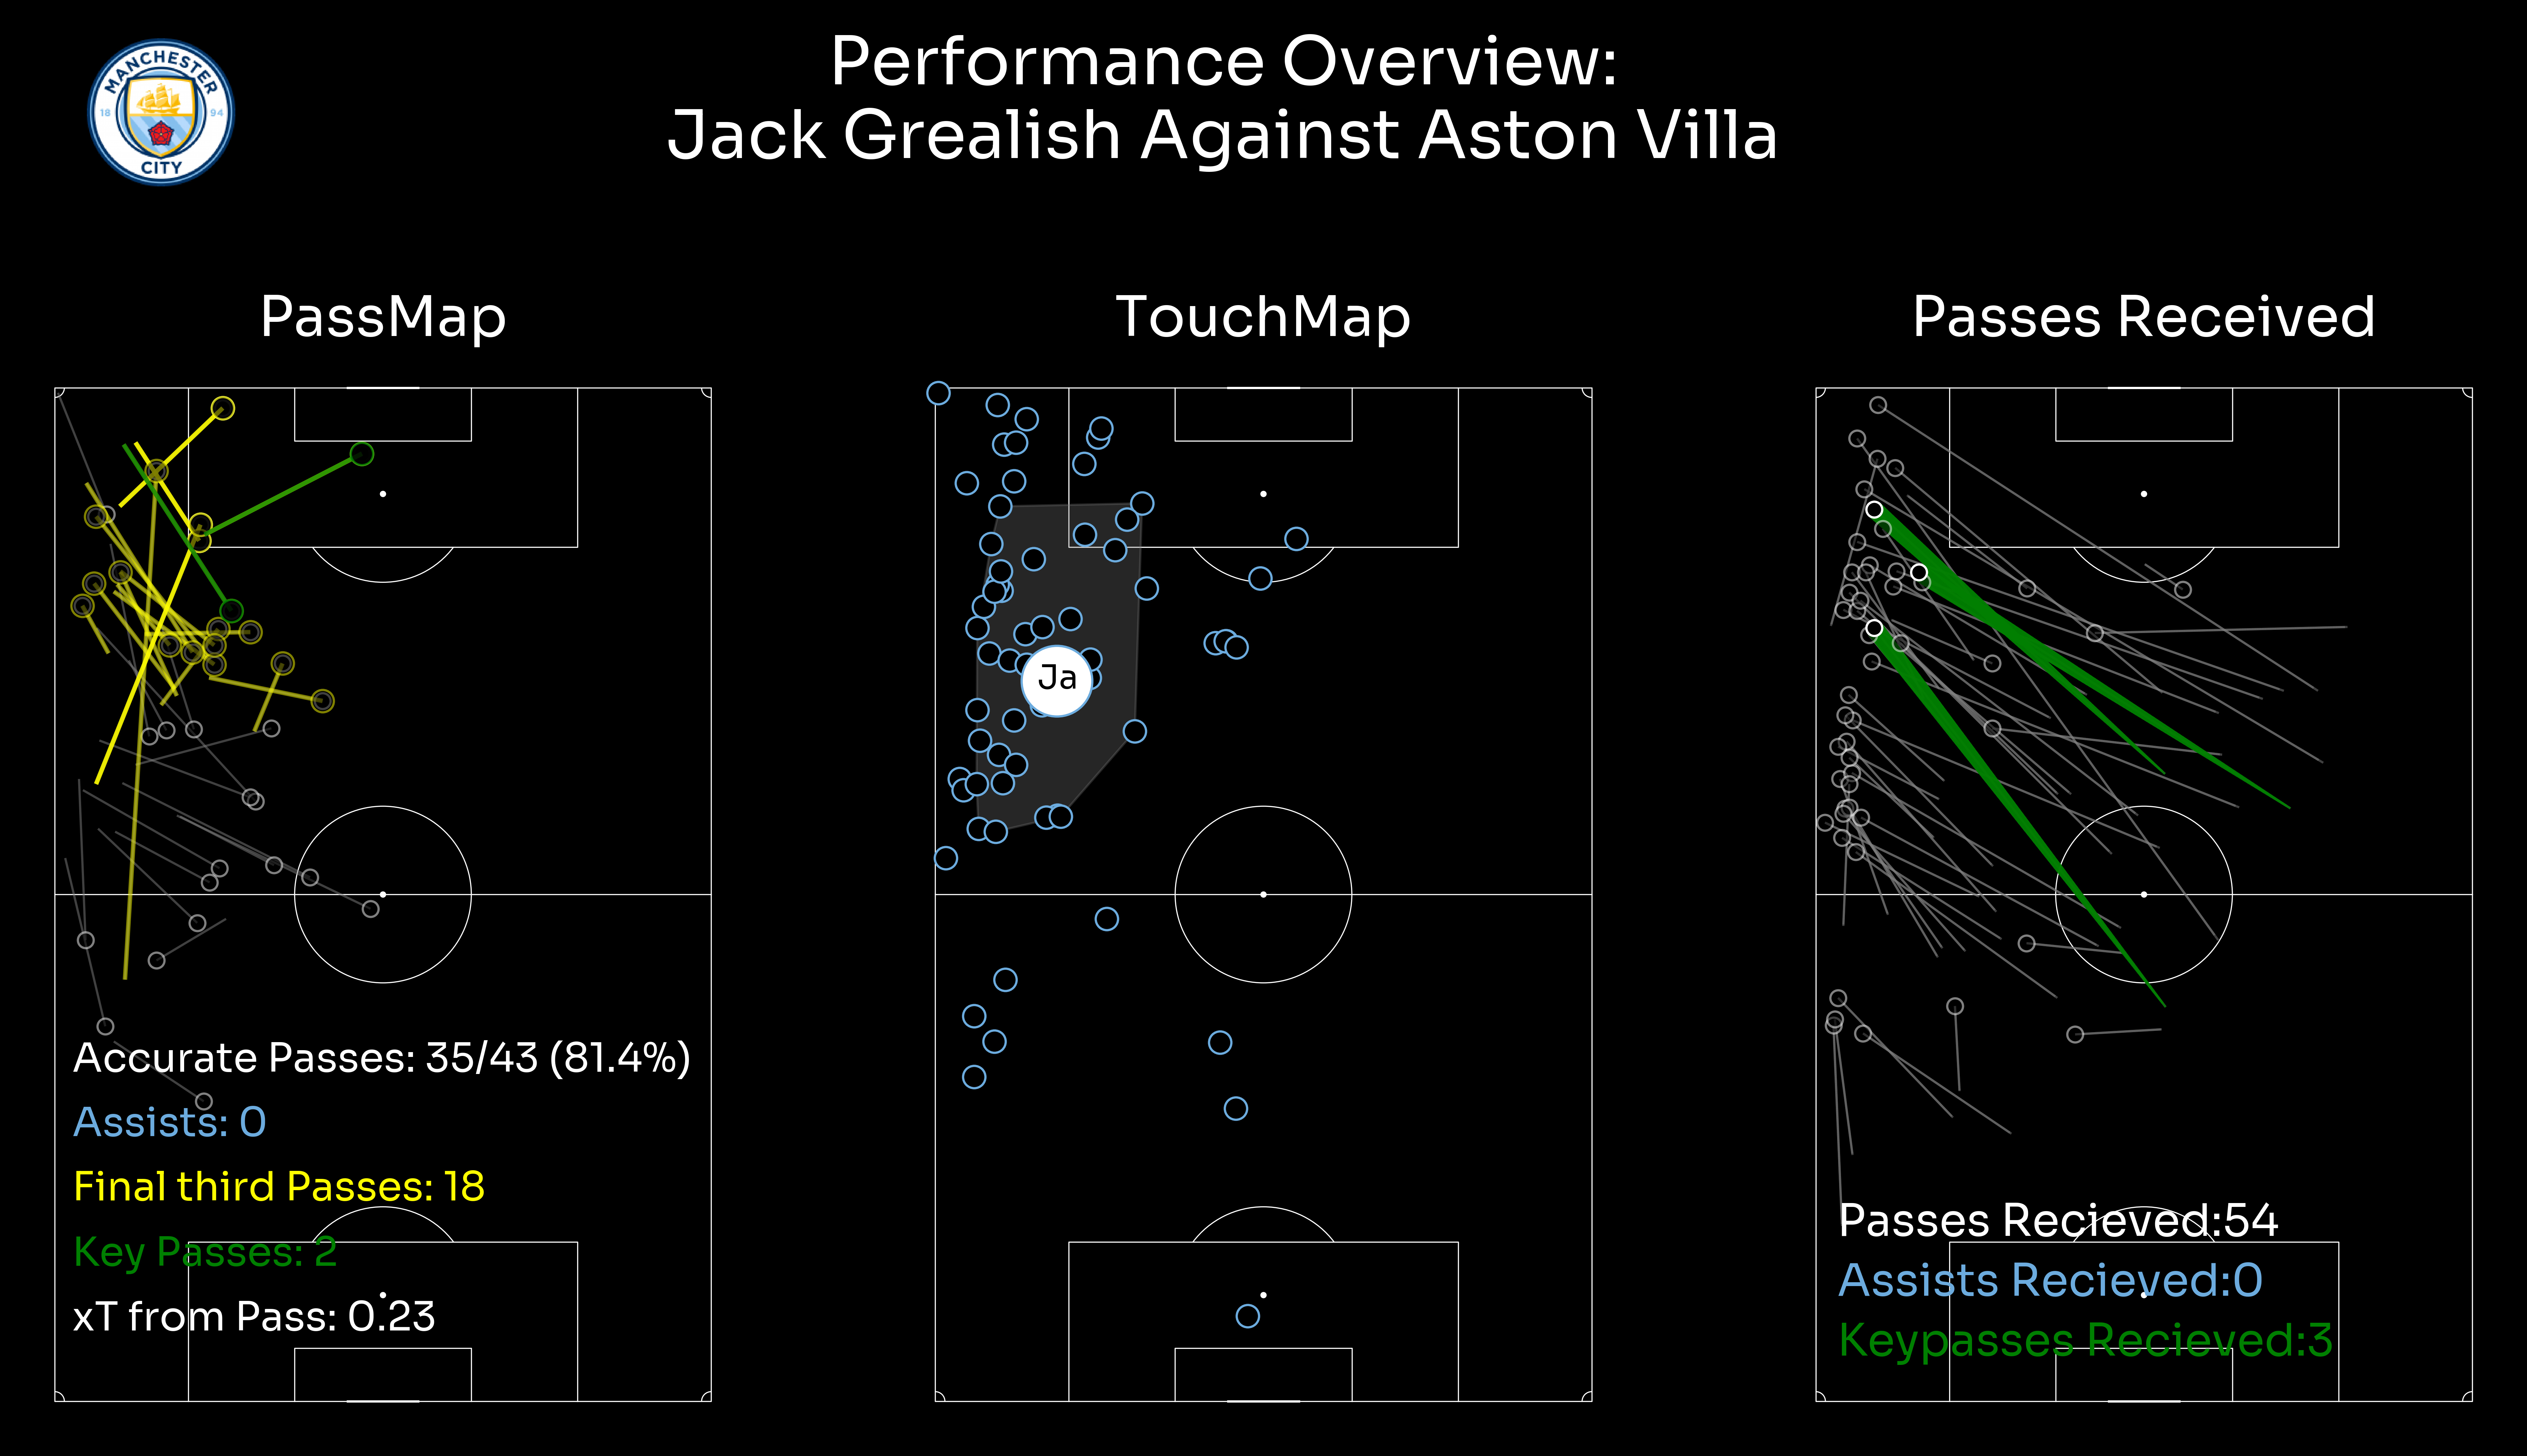 MANCHESTER
18 94
CITY
Performance Overview:
Jack Grealish Against Aston Villa
PassMap
TouchMap
Passes Received
Ja
Accurate Passes: 35/43 (81.4%)
Assists: 0
Final third Passes: 18
Key Passes: 2
xT from Pass: 0.23
Passes Recieved:54
Assists Recieved:0
Keypasses Recieved:3